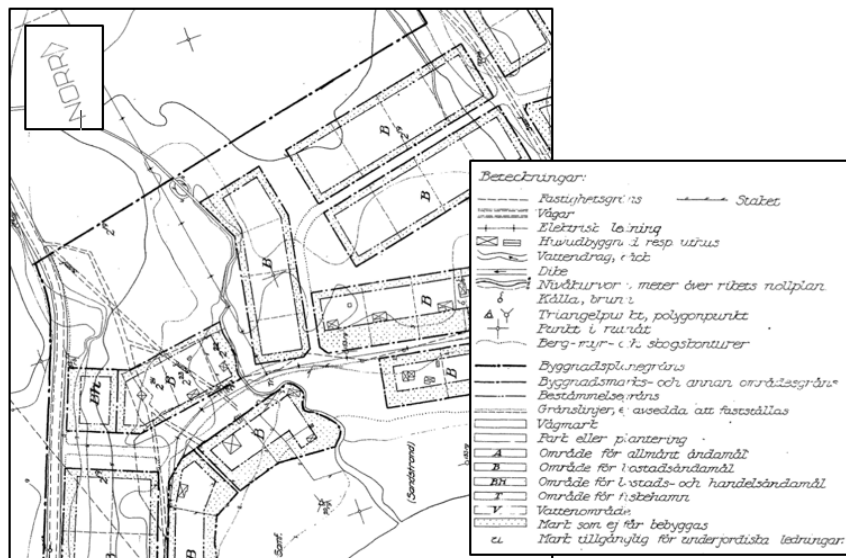 NORR
B
B
B
B
B
B
BH
B
(Sandstrand)
Beteckningar:
Fastighetsgräns Staket
Vägar
Elektrisk ledning
Huvudbyggnad resp uthus
Vattendrag, bäck
Dike
Nivåkurvor, meter över rikets nollplan
Källa, brunn
Triangelpunkt, polygonpunkt
Punkt i rutnät
Berg-myr- och skogskonturer
Byggnadsplanegräns
Byggnadsmarks- och annan områdesgräns
Bestämmelsegräns
Gränslinjer, ej avsedda att fastställas
Vägmark
Park eller plantering
A Område för allmänt ändamål
B Område för bostadsändamål
BH Område för bostads- och handelsändamål
T Område för fiskehamn
V Vattenområde
Mark som ej får bebyggas
u Mark tillgänglig för underjordiska ledningar